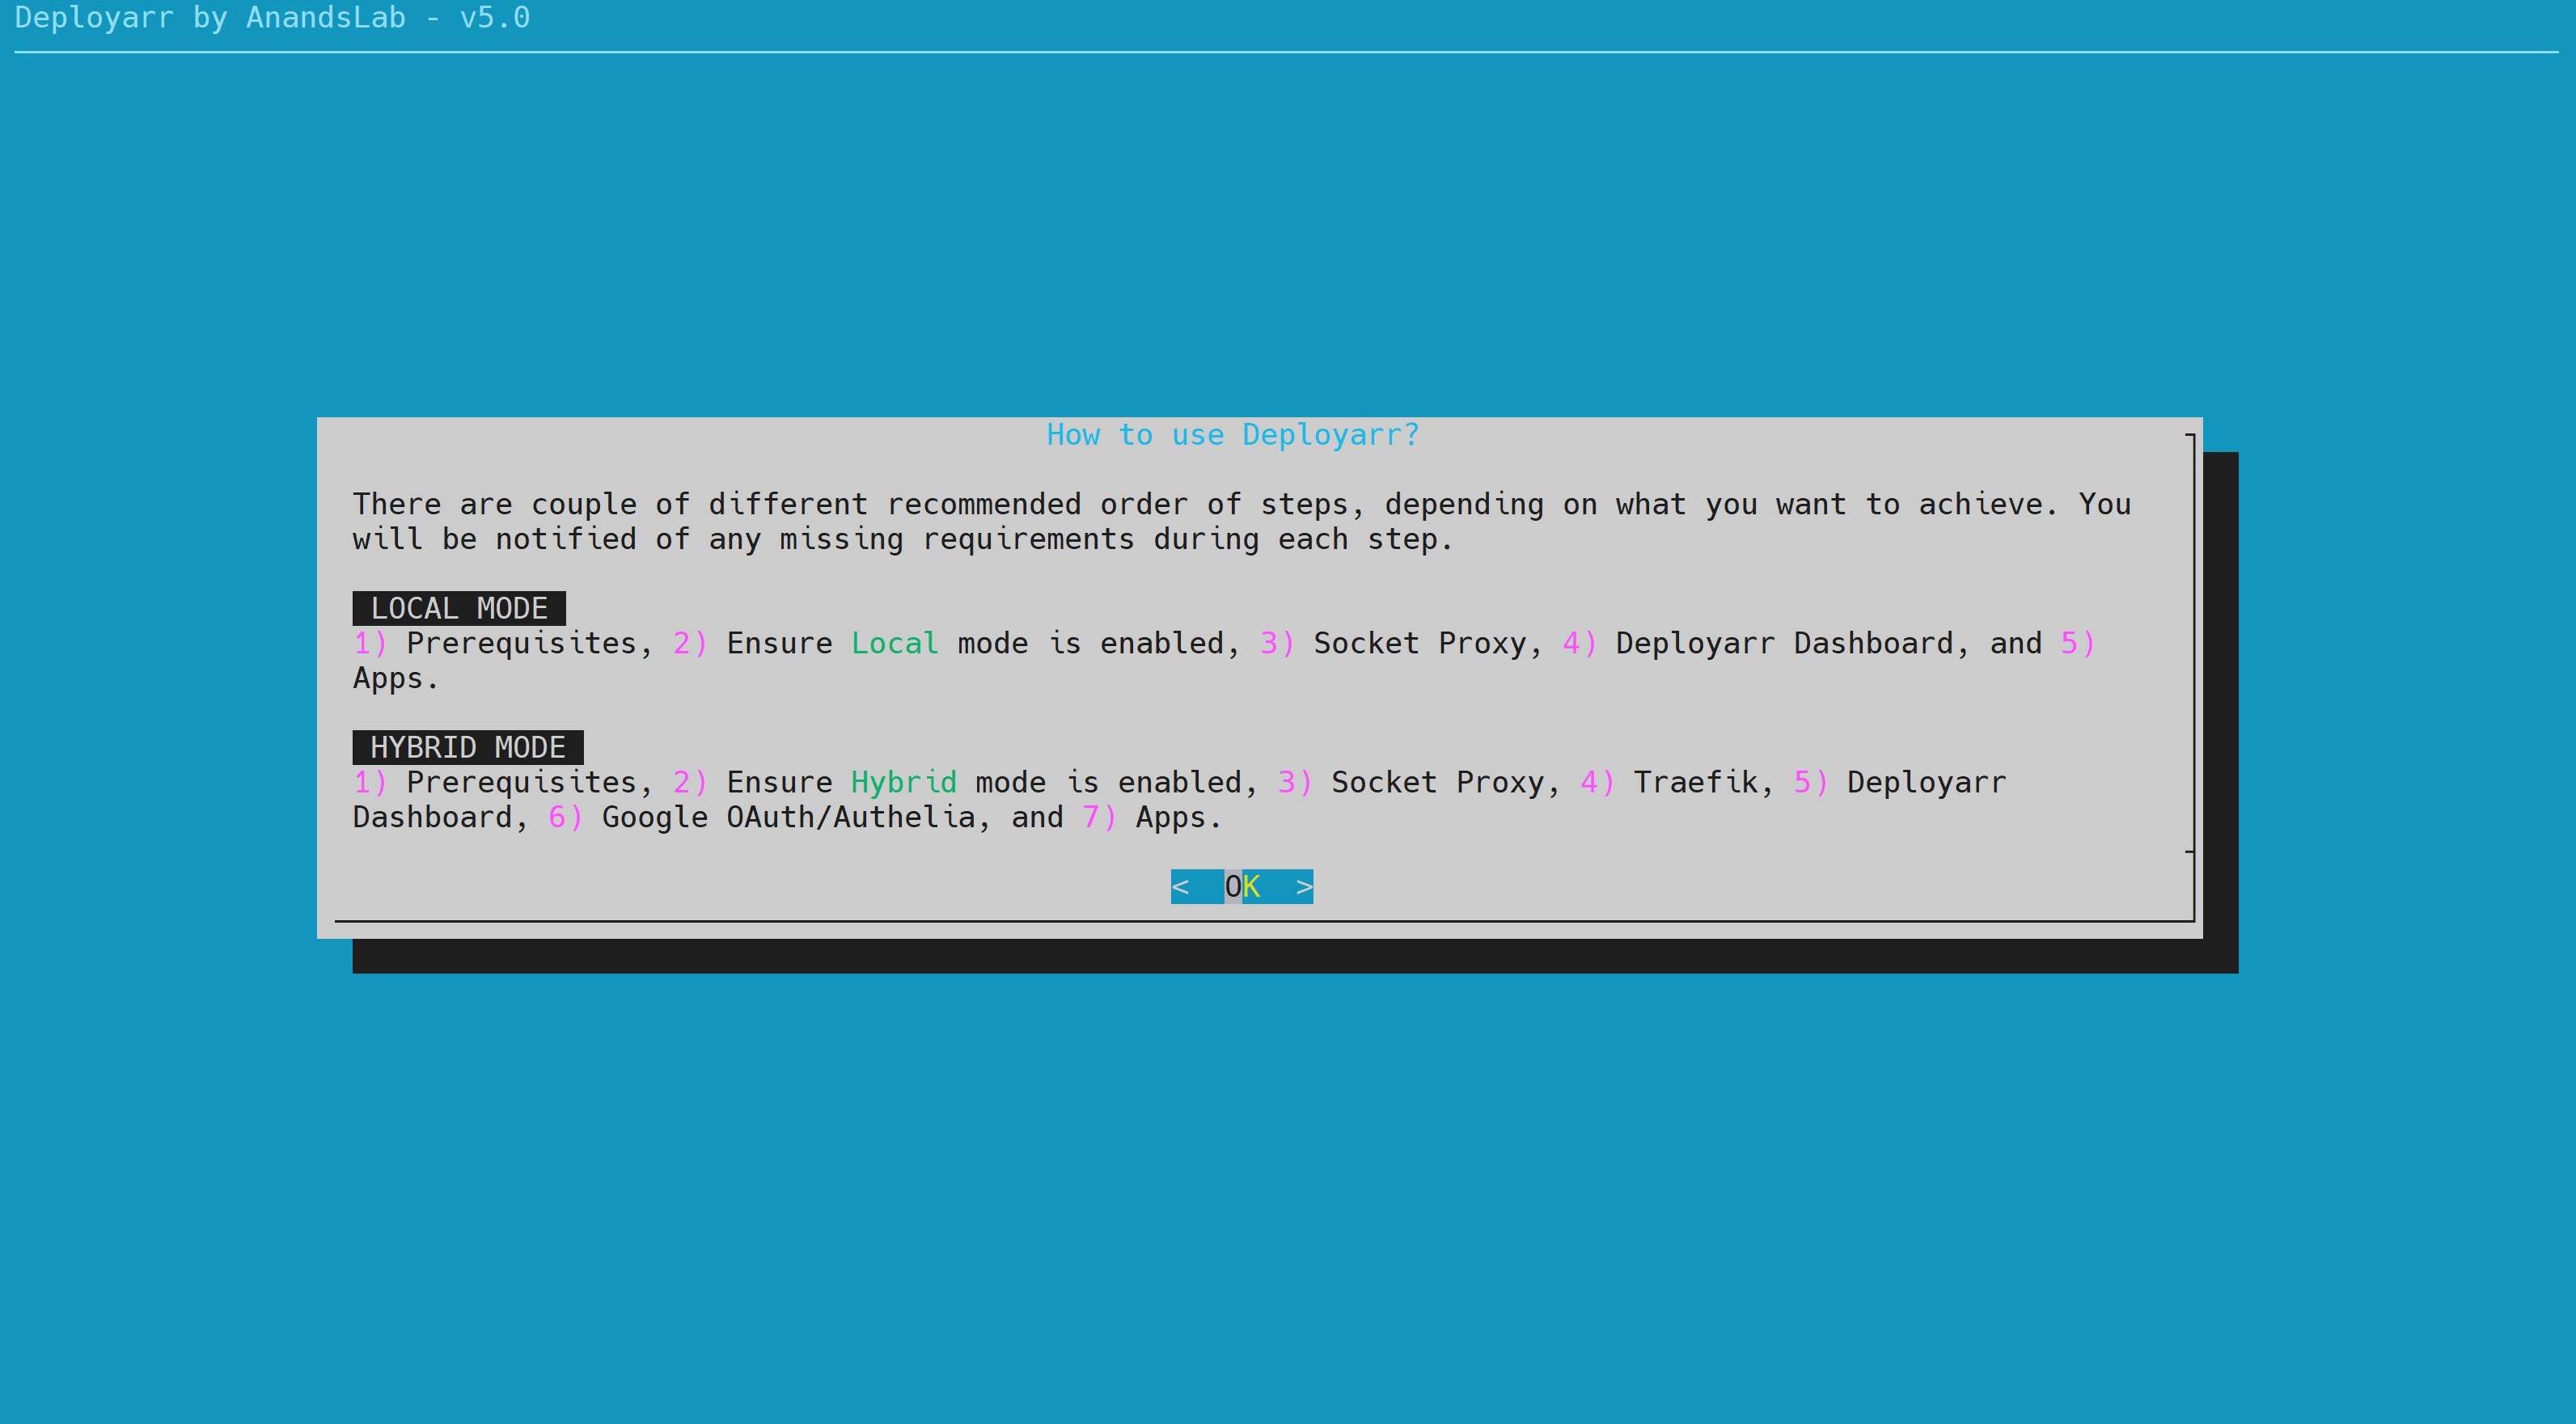 Deployarr by AnandsLab - v5.0
How to use Deployarr?
There are couple of different recommended order of steps, depending on what you want to achieve. You
will be notified of any missing requirements during each step.
LOCAL MODE
1) Prerequisites, 2) Ensure Local mode is enabled, 3) Socket Proxy, 4) Deployarr Dashboard, and 5)
Apps.
HYBRID MODE
1) Prerequisites, 2) Ensure Hybrid mode is enabled, 3) Socket Proxy, 4) Traefik, 5) Deployarr
Dashboard, 6) Google OAuth/Authelia, and 7) Apps.
<  OK  >